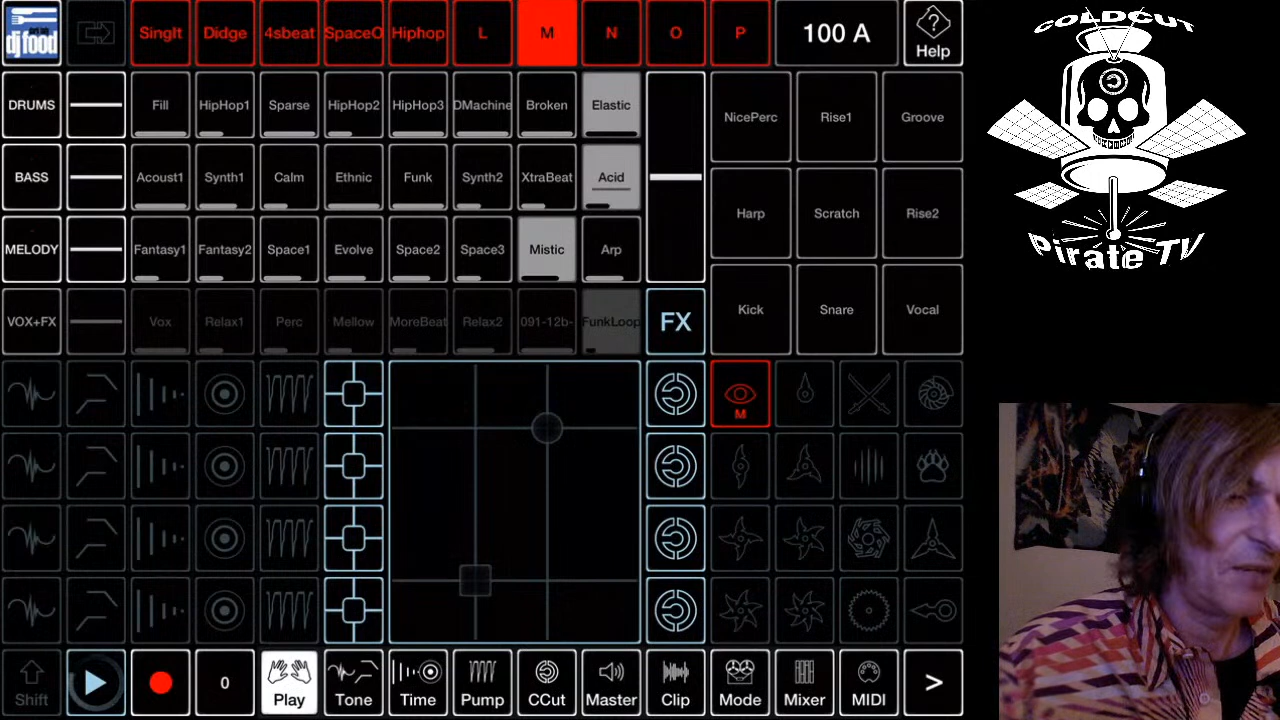 dj food
SingIt Didge 4sbeat SpaceO Hiphop L M N O P 100 A ? Help
DRUMS Fill HipHop1 Sparse HipHop2 HipHop3 DMachine Broken Elastic
NicePerc Rise1 Groove
BASS Acoust1 Synth1 Calm Ethnic Funk Synth2 XtraBeat Acid
Harp Scratch Rise2
MELODY Fantasy1 Fantasy2 Space1 Evolve Space2 Space3 Mistic Arp
VOX+FX Vox Relax1 Perc Mellow MoreBeat Relax2 091-12b- FunkLoop FX
Kick Snare Vocal
M
Shift 0 Play Tone Time Pump CCut Master Clip Mode Mixer MIDI >
COLDCUT
Pirate TV